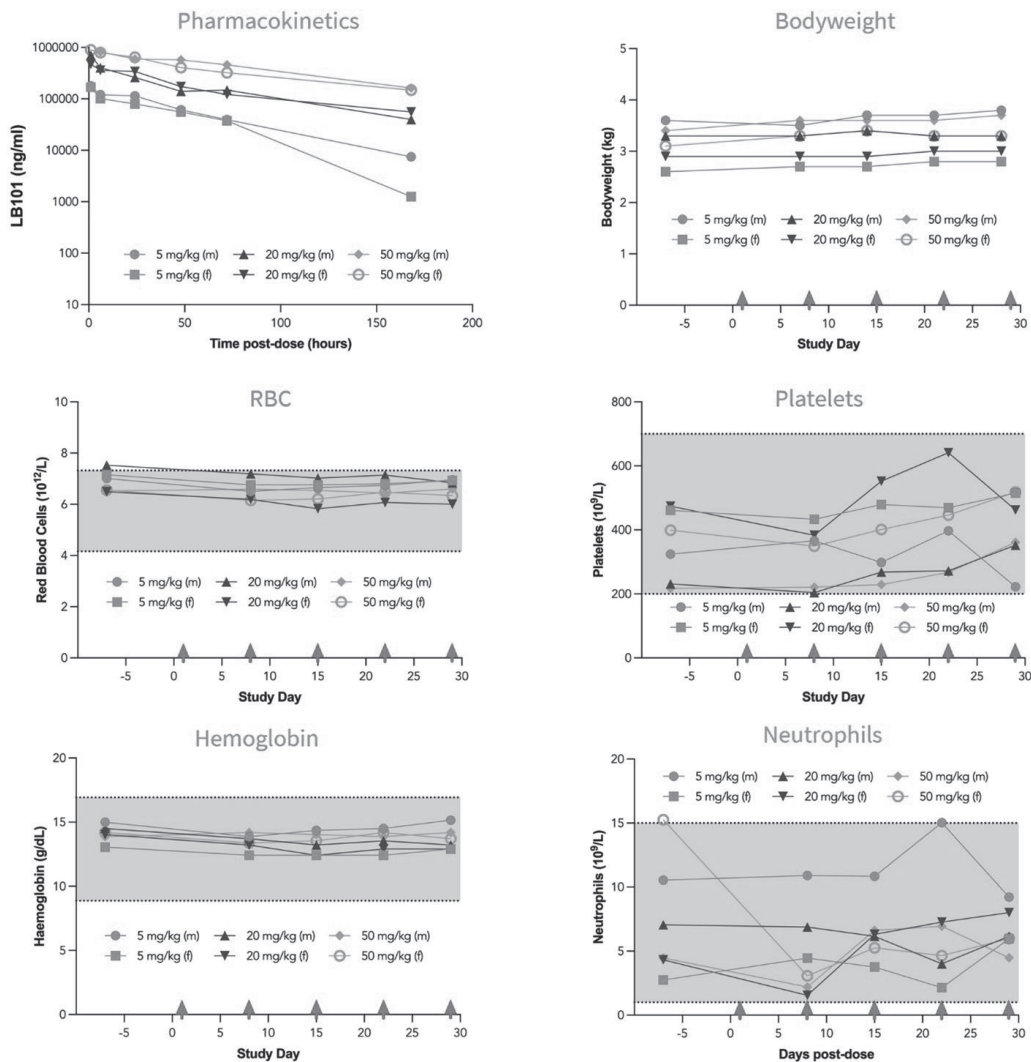 Pharmacokinetics
1000000
100000
10000
1000
100
10
LB101 (ng/ml)
5 mg/kg (m) 20 mg/kg (m) 50 mg/kg (m)
5 mg/kg (f) 20 mg/kg (f) 50 mg/kg (f)
0 50 100 150 200
Time post-dose (hours)
Bodyweight
5
4
3
2
1
0
Bodyweight (kg)
5 mg/kg (m) 20 mg/kg (m) 50 mg/kg (m)
5 mg/kg (f) 20 mg/kg (f) 50 mg/kg (f)
-5 0 5 10 15 20 25 30
Study Day
RBC
10
8
6
4
2
0
Red Blood Cells (10¹²/L)
5 mg/kg (m) 20 mg/kg (m) 50 mg/kg (m)
5 mg/kg (f) 20 mg/kg (f) 50 mg/kg (f)
-5 0 5 10 15 20 25 30
Study Day
Platelets
800
600
400
200
0
Platelets (10⁹/L)
5 mg/kg (m) 20 mg/kg (m) 50 mg/kg (m)
5 mg/kg (f) 20 mg/kg (f) 50 mg/kg (f)
-5 0 5 10 15 20 25 30
Study Day
Hemoglobin
20
15
10
5
0
Haemoglobin (g/dL)
5 mg/kg (m) 20 mg/kg (m) 50 mg/kg (m)
5 mg/kg (f) 20 mg/kg (f) 50 mg/kg (f)
-5 0 5 10 15 20 25 30
Study Day
Neutrophils
20
15
10
5
0
Neutrophils (10⁹/L)
5 mg/kg (m) 20 mg/kg (m) 50 mg/kg (m)
5 mg/kg (f) 20 mg/kg (f) 50 mg/kg (f)
-5 0 5 10 15 20 25 30
Days post-dose